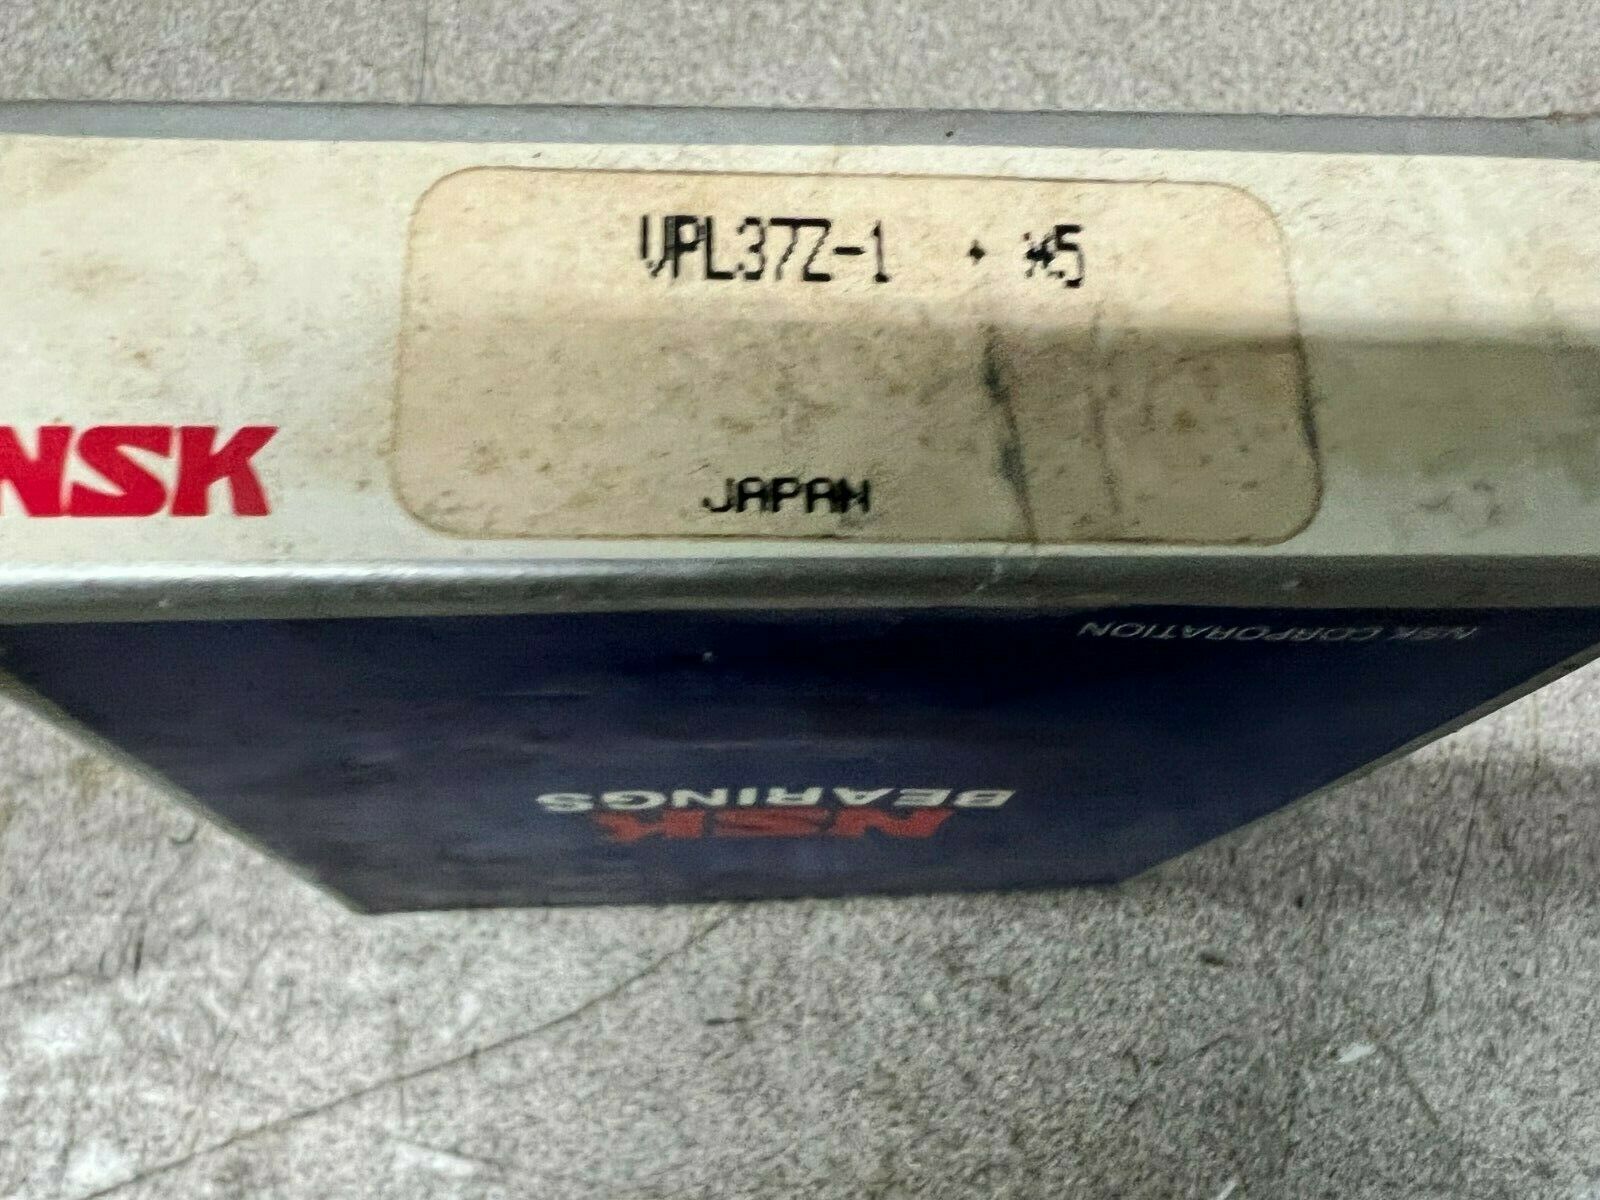 VPL37Z-1 + *5
NSK
JAPAN
NSK CORPORATION
NSK
BEARINGS